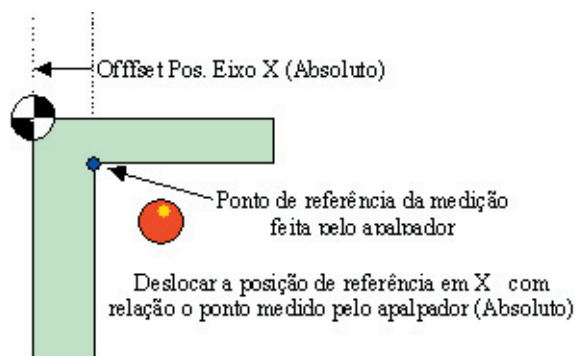 Offfset Pos. Eixo X (Absoluto)
Ponto de referência da medição
feita pelo apalpador
Deslocar a posição de referência em X com
relação o ponto medido pelo apalpador (Absoluto)